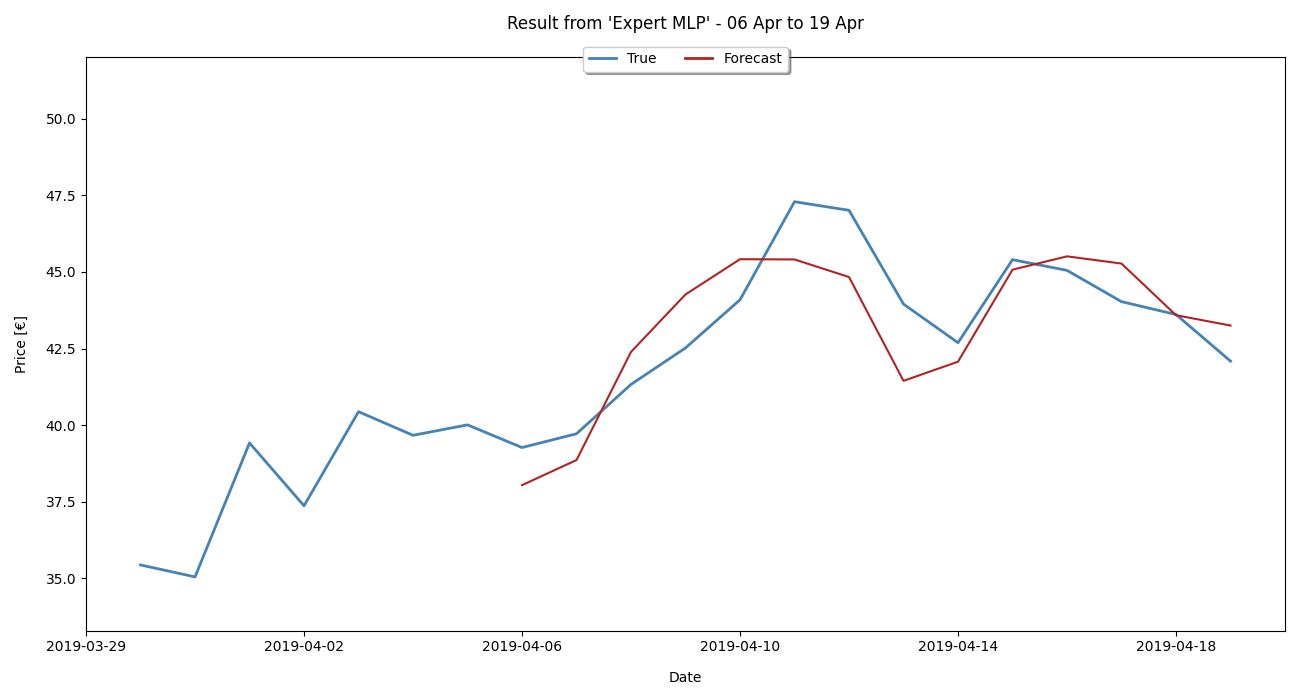 Result from 'Expert MLP' - 06 Apr to 19 Apr
True Forecast
50.0
47.5
45.0
42.5
40.0
37.5
35.0
Price [€]
2019-03-29 2019-04-02 2019-04-06 2019-04-10 2019-04-14 2019-04-18
Date